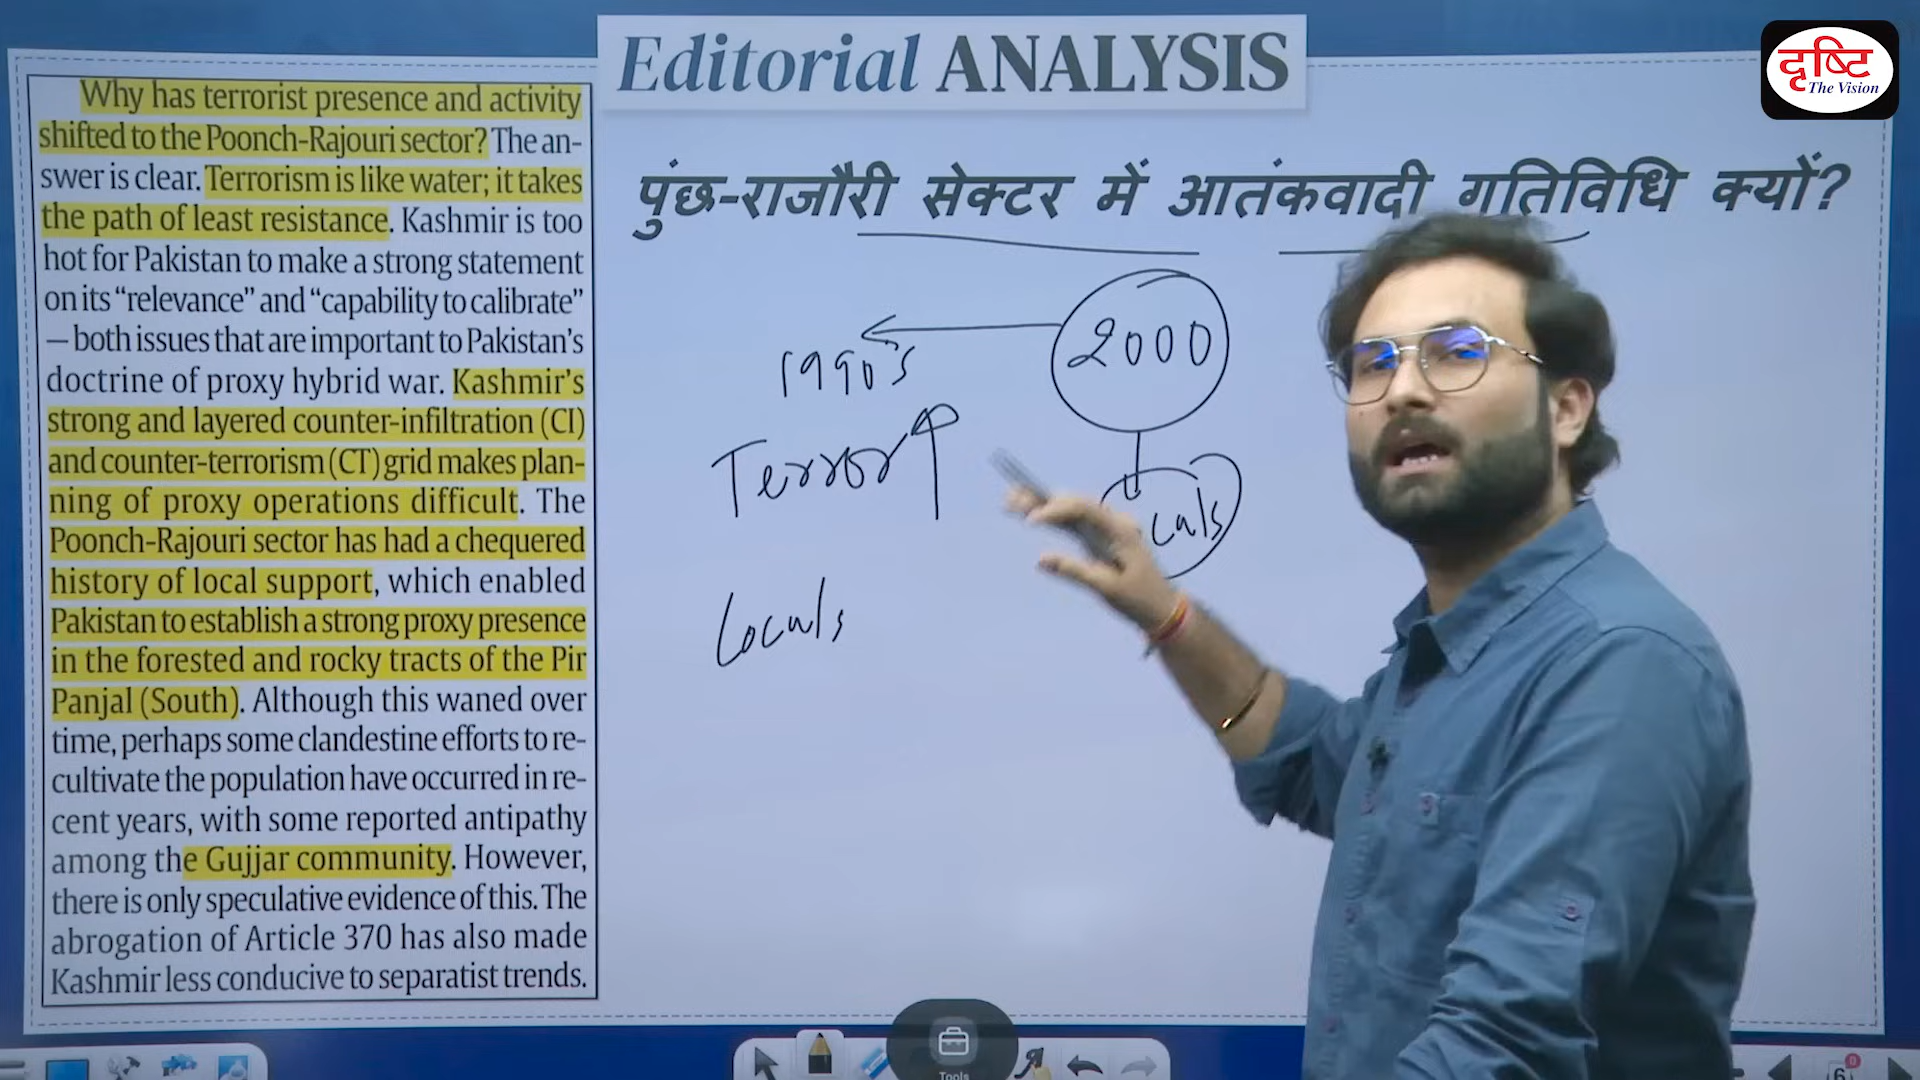 Editorial ANALYSIS
दृष्टि
The Vision
Why has terrorist presence and activity
shifted to the Poonch-Rajouri sector? The an-
swer is clear. Terrorism is like water; it takes
the path of least resistance. Kashmir is too
hot for Pakistan to make a strong statement
on its “relevance” and “capability to calibrate”
— both issues that are important to Pakistan’s
doctrine of proxy hybrid war. Kashmir’s
strong and layered counter-infiltration (CI)
and counter-terrorism (CT) grid makes plan-
ning of proxy operations difficult. The
Poonch-Rajouri sector has had a chequered
history of local support, which enabled
Pakistan to establish a strong proxy presence
in the forested and rocky tracts of the Pir
Panjal (South). Although this waned over
time, perhaps some clandestine efforts to re-
cultivate the population have occurred in re-
cent years, with some reported antipathy
among the Gujjar community. However,
there is only speculative evidence of this. The
abrogation of Article 370 has also made
Kashmir less conducive to separatist trends.
पुंछ-राजौरी सेक्टर में आतंकवादी गतिविधि क्यों?
2000
1990's
Terror
cals
Locals
Tools
6
0